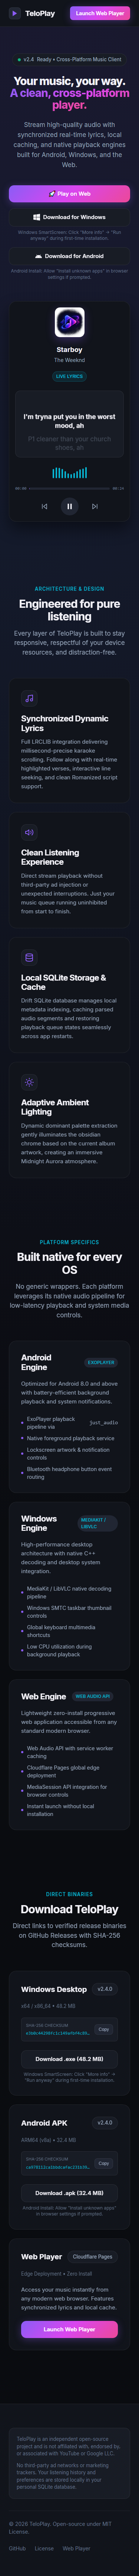 TeloPlay
Launch Web Player
v2.4 Ready • Cross-Platform Music Client
Your music, your way.
A clean, cross-platform
player.
Stream high-quality audio with
synchronized real-time lyrics, local
caching, and native playback engines
built for Android, Windows, and the
Web.
Play on Web
Download for Windows
Windows SmartScreen: Click "More info" → "Run
anyway" during first-time installation.
Download for Android
Android Install: Allow "Install unknown apps" in browser
settings if prompted.
Starboy
The Weeknd
LIVE LYRICS
I'm tryna put you in the worst
mood, ah
P1 cleaner than your church
shoes, ah
ARCHITECTURE & DESIGN
Engineered for pure
listening
Every layer of TeloPlay is built to stay
responsive, respectful of your device
resources, and distraction-free.
Synchronized Dynamic
Lyrics
Full LRCLIB integration delivering
millisecond-precise karaoke
scrolling. Follow along with real-time
highlighted verses, interactive line
seeking, and clean Romanized script
support.
Clean Listening
Experience
Direct stream playback without
third-party ad injection or
unexpected interruptions. Just your
music queue running uninhibited
from start to finish.
Local SQLite Storage &
Cache
Drift SQLite database manages local
metadata indexing, cached parsing
outputs, audio segments and
queuing states seamlessly
across app restarts.
Adaptive Ambient
Lighting
Dynamic dominant palette extraction
gently illuminates the obsidian
chrome based on the current album
artwork, creating an immersive
Midnight Aurora atmosphere.
PLATFORM SPECIFICS
Built native for every
OS
No generic wrappers. Each platform
leverages its native audio pipeline for
low-latency playback and system media
controls.
Android
Engine
EXOPLAYER
Optimized for Android 8.0 and above
with battery-efficient background
playback and system notifications.
ExoPlayer playback
pipeline via
just_audio
Native foreground playback service
Lockscreen artwork & notification
controls
Bluetooth headphone button event
routing
Windows
Engine
MEDIAKIT /
LIBVLC
High-performance desktop
architecture with native C++
decoding and desktop system
integration.
MediaKit / LibVLC native decoding
pipeline
Windows SMTC taskbar thumbnail
controls
Global keyboard multimedia
shortcuts
Low CPU utilization during
background playback
Web Engine
WEB AUDIO API
Lightweight zero-install progressive
web application accessible from any
standard modern browser.
Web Audio API with service worker
caching
Cloudflare Pages global edge
deployment
MediaSession API integration for
browser controls
Instant launch without local
installation
DIRECT BINARIES
Download TeloPlay
Direct links to verified release binaries
on GitHub Releases with SHA-256
checksums.
Windows Desktop
v2.4.0
x64 / x86_64 • 48.2 MB
SHA-256 CHECKSUM
Copy
Download .exe (48.2 MB)
Windows SmartScreen: Click "More info" →
"Run anyway" during first-time installation.
Android APK
v2.4.0
ARM64 (v8a) • 32.4 MB
SHA-256 CHECKSUM
Copy
Download .apk (32.4 MB)
Android Install: Allow "Install unknown apps"
in browser settings if prompted.
Web Player
Cloudflare Pages
Edge Deployment • Zero Install
Access your music instantly from
any modern web browser. Features
synchronized lyrics and local cache.
Launch Web Player
TeloPlay is an independent open-source
project and is not affiliated with, endorsed by,
or associated with YouTube or Google LLC.
No third-party ad networks or marketing
trackers. Your listening history and
preferences are stored locally in your
personal SQLite database.
© 2026 TeloPlay. Open-source under MIT
License.
GitHub
License
Web Player